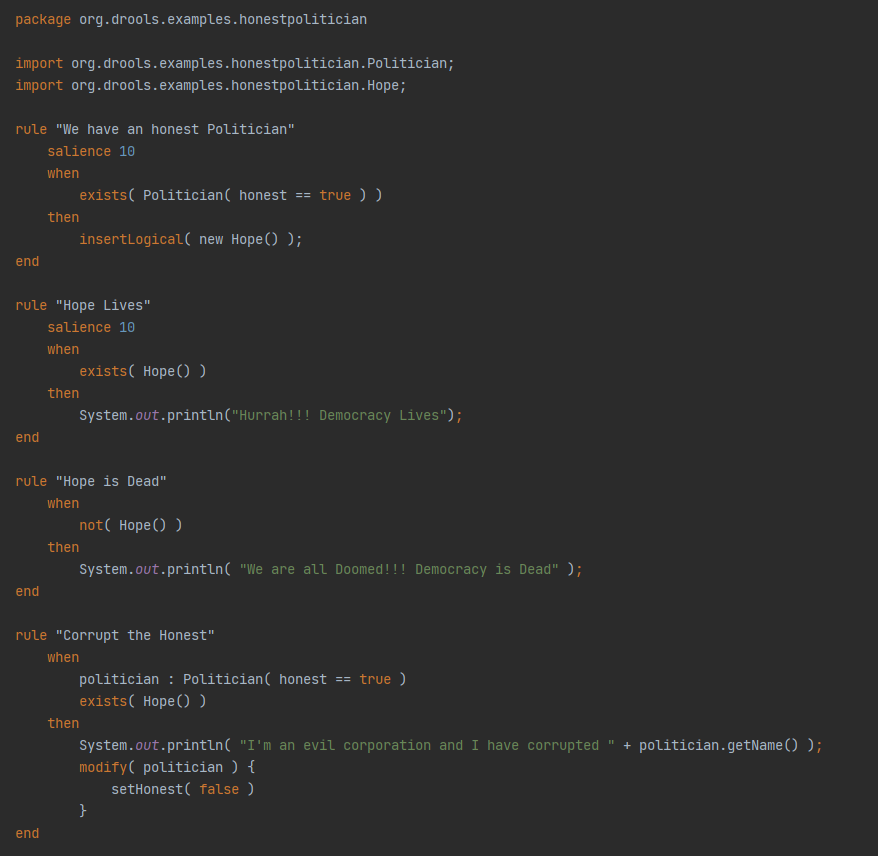 package org.drools.examples.honestpolitician

import org.drools.examples.honestpolitician.Politician;
import org.drools.examples.honestpolitician.Hope;

rule "We have an honest Politician"
    salience 10
    when
        exists( Politician( honest == true ) )
    then
        insertLogical( new Hope() );
end

rule "Hope Lives"
    salience 10
    when
        exists( Hope() )
    then
        System.out.println("Hurrah!!! Democracy Lives");
end

rule "Hope is Dead"
    when
        not( Hope() )
    then
        System.out.println( "We are all Doomed!!! Democracy is Dead" );
end

rule "Corrupt the Honest"
    when
        politician : Politician( honest == true )
        exists( Hope() )
    then
        System.out.println( "I'm an evil corporation and I have corrupted " + politician.getName() );
        modify( politician ) {
            setHonest( false )
        }
end